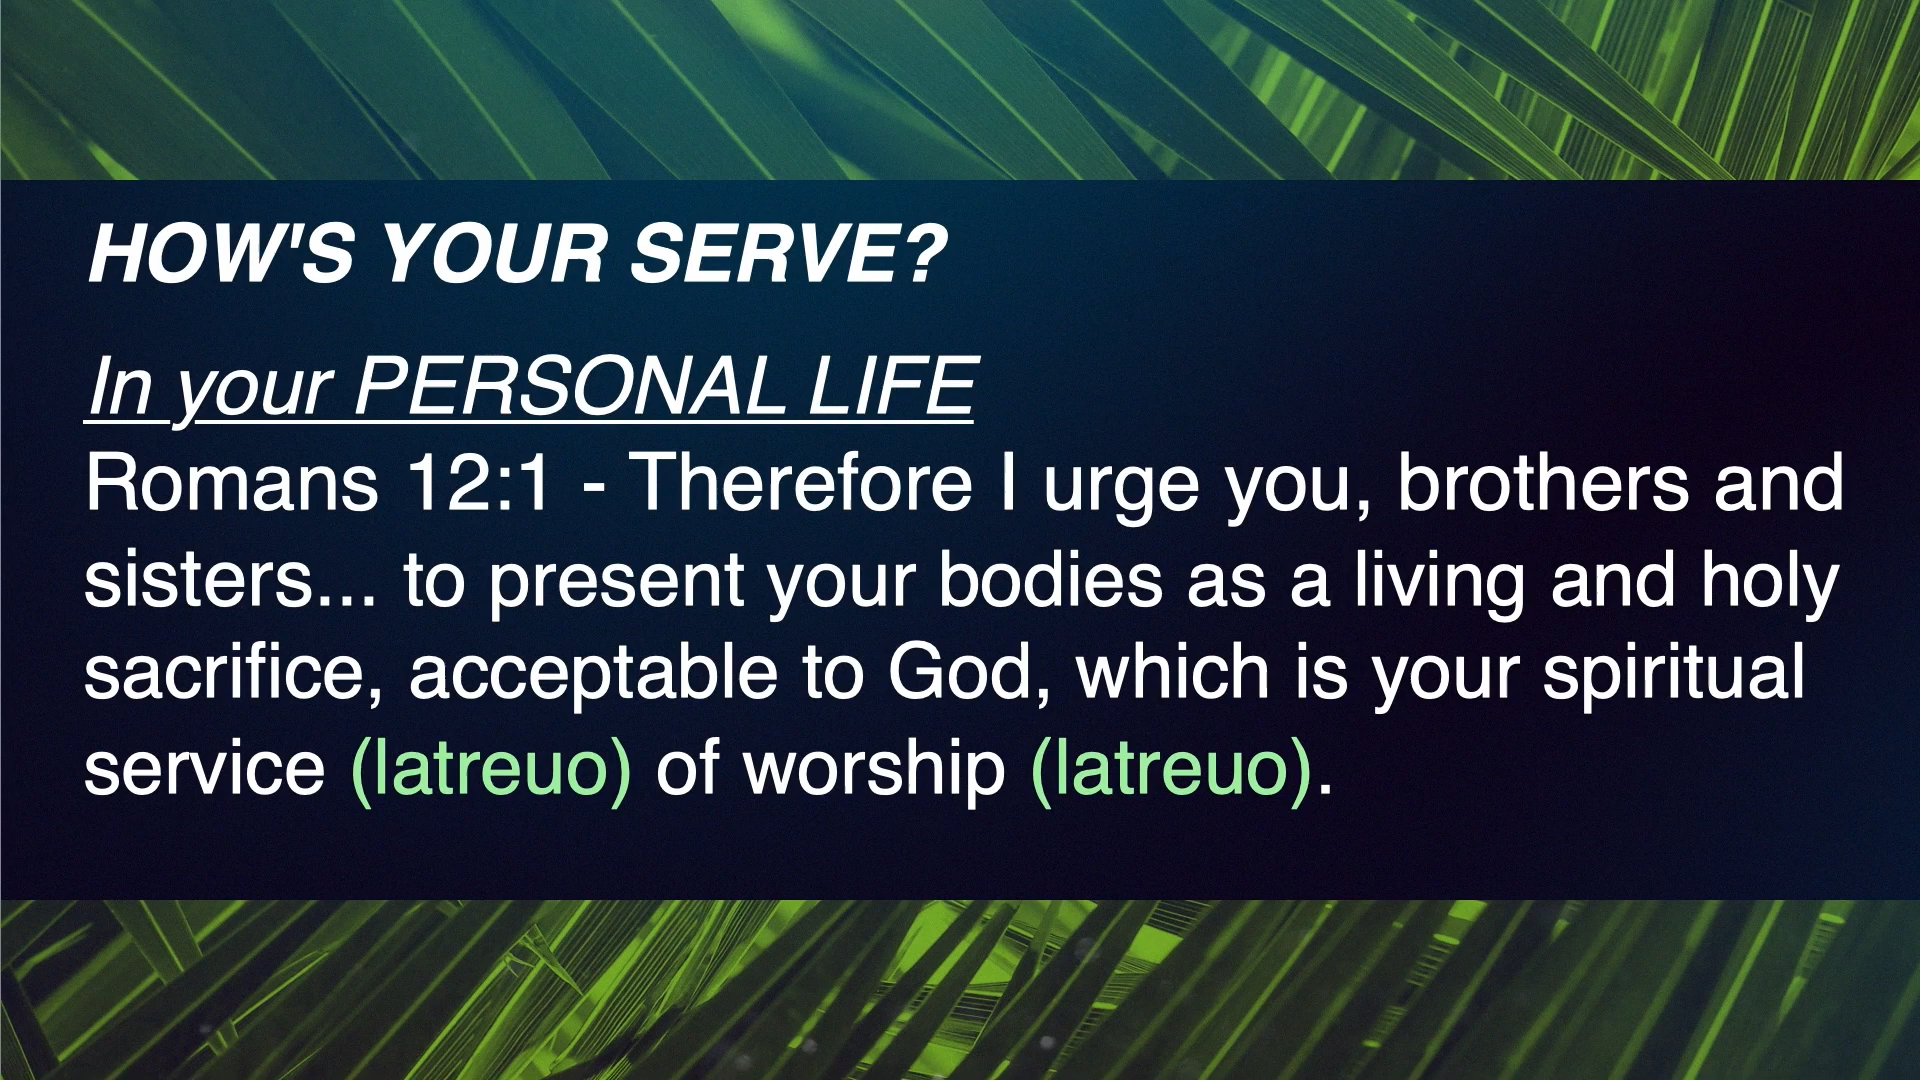 HOW'S YOUR SERVE?
In your PERSONAL LIFE
Romans 12:1 - Therefore I urge you, brothers and
sisters... to present your bodies as a living and holy
sacrifice, acceptable to God, which is your spiritual
service (latreuo) of worship (latreuo).